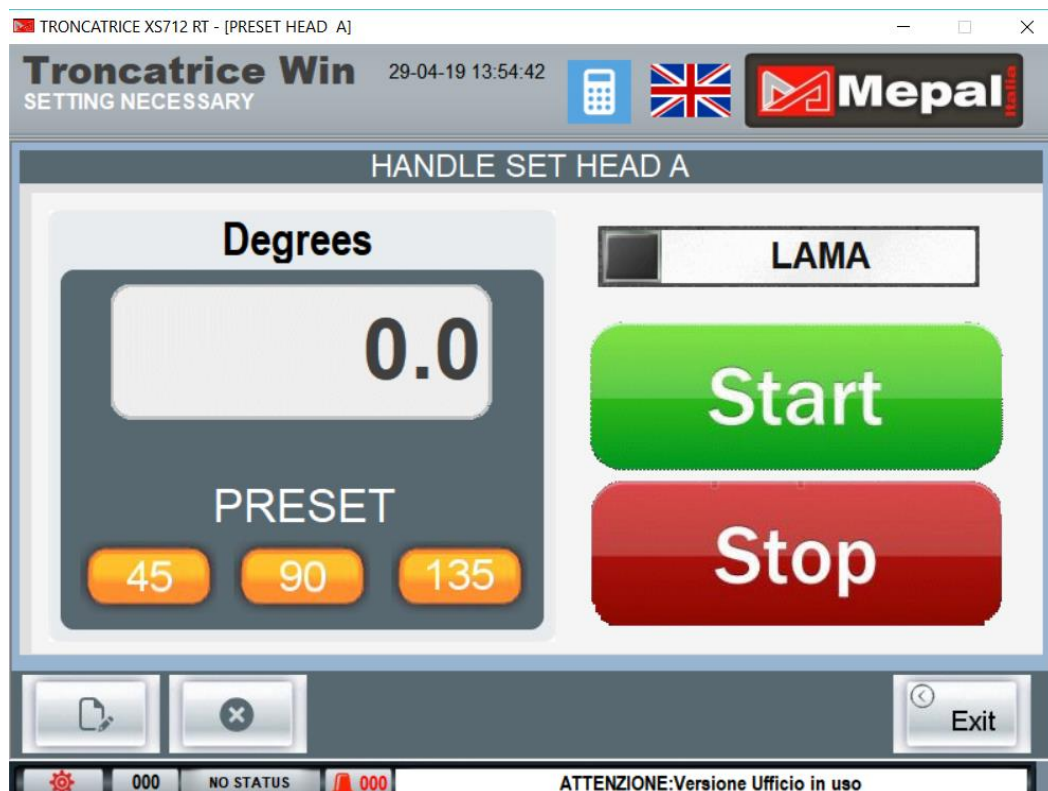 TRONCATRICE XS712 RT - [PRESET HEAD A]
Troncatrice Win
29-04-19 13:54:42
SETTING NECESSARY
Mepal
Italia
HANDLE SET HEAD A
Degrees
LAMA
0.0
Start
PRESET
45 90 135
Stop
Exit
000 NO STATUS 000 ATTENZIONE:Versione Ufficio in uso